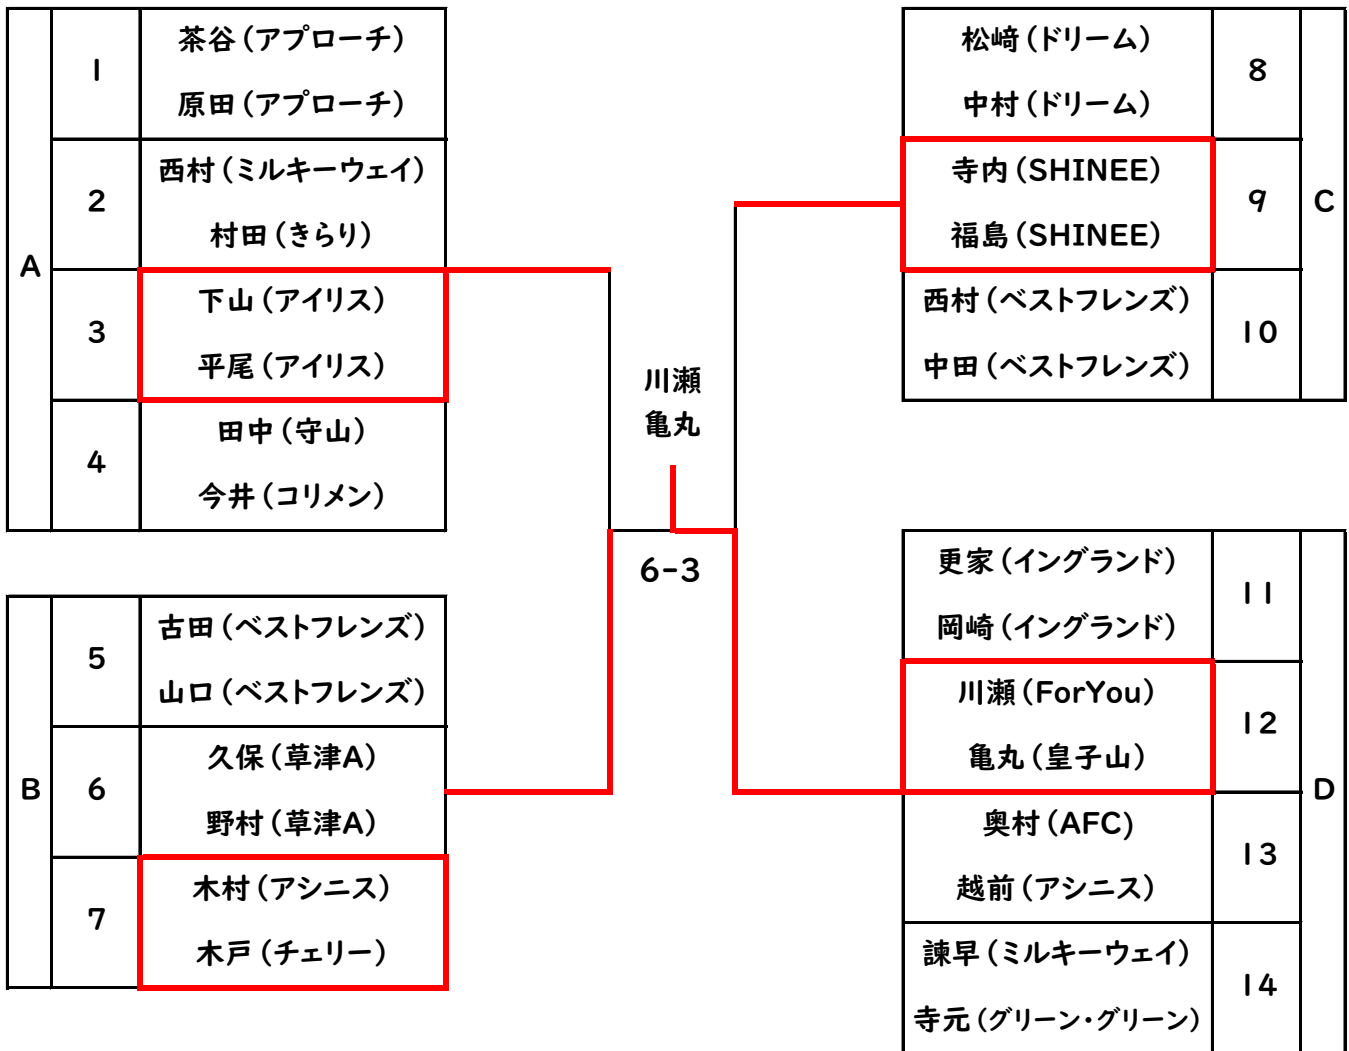 A
1
茶谷（アプローチ）
原田（アプローチ）
2
西村（ミルキーウェイ）
村田（きらり）
3
下山（アイリス）
平尾（アイリス）
4
田中（守山）
今井（コリメン）
B
5
古田（ベストフレンズ）
山口（ベストフレンズ）
6
久保（草津A）
野村（草津A）
7
木村（アシニス）
木戸（チェリー）
川瀬
亀丸
6-3
松﨑（ドリーム）
中村（ドリーム）
8
寺内（SHINEE）
福島（SHINEE）
9
西村（ベストフレンズ）
中田（ベストフレンズ）
10
C
更家（イングランド）
岡崎（イングランド）
11
川瀬（ForYou）
亀丸（皇子山）
12
奥村（AFC)
越前（アシニス）
13
諫早（ミルキーウェイ）
寺元（グリーン・グリーン）
14
D